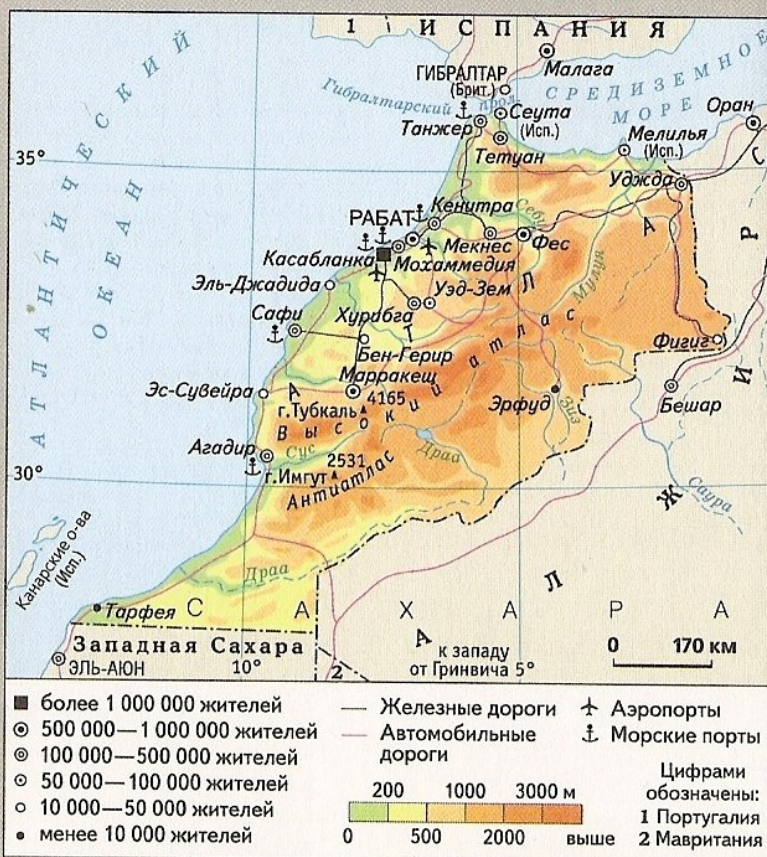 1 ИСПАНИЯ
АТЛАНТИЧЕСКИЙ
ОКЕАН
СРЕДИЗЕМНОЕ
МОРЕ
Малага
ГИБРАЛТАР
(Брит.)
Гибралтарский прол.
Сеута
(Исп.)
Танжер
Тетуан
Мелилья
(Исп.)
Оран
35°
Уджда
Кенитра
Себу
РАБАТ
Мекнес
Фес
Касабланка
Мохаммедия
Эль-Джадида
Уэд-Зем
Мулуя
Сафи
Хурибга
Бен-Герир
Фигиг
Марракеш
Эс-Сувейра
4165
г.Тубкаль
Эрфуд
Зиз
Бешар
АТЛ
Высокий атлас
Агадир
Сус
2531
г.Имгут
Антиатлас
Драа
30°
Саура
Канарские о-ва
(Исп.)
Драа
Тарфея
САХАРА
АЛЖИР
Западная Сахара
ЭЛЬ-АЮН
10°
2
к западу
от Гринвича 5°
0 170 км
более 1 000 000 жителей
500 000—1 000 000 жителей
100 000—500 000 жителей
50 000—100 000 жителей
10 000—50 000 жителей
менее 10 000 жителей
Железные дороги
Автомобильные
дороги
Аэропорты
Морские порты
200 1000 3000 м
0 500 2000 выше
Цифрами
обозначены:
1 Португалия
2 Мавритания